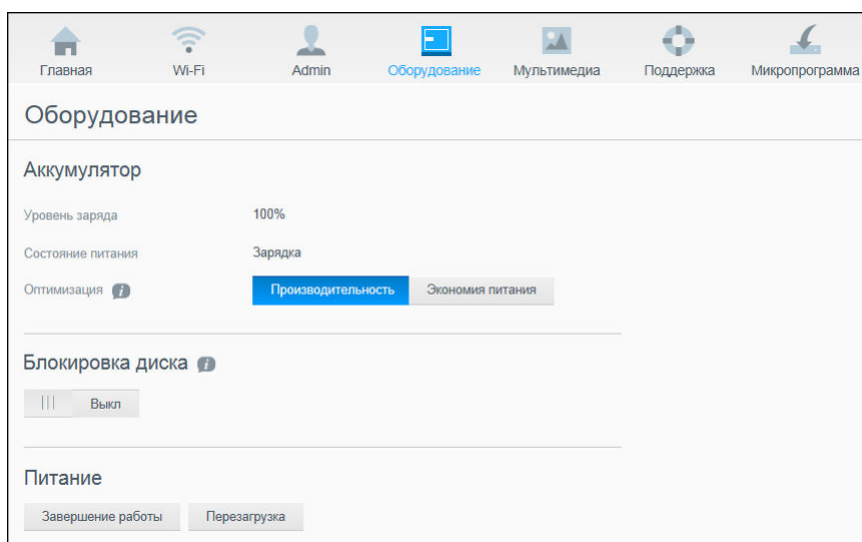 Главная Wi-Fi Admin Оборудование Мультимедиа Поддержка Микропрограмма
Оборудование
Аккумулятор
Уровень заряда 100%
Состояние питания Зарядка
Оптимизация i Производительность Экономия питания
Блокировка диска i
Выкл
Питание
Завершение работы Перезагрузка